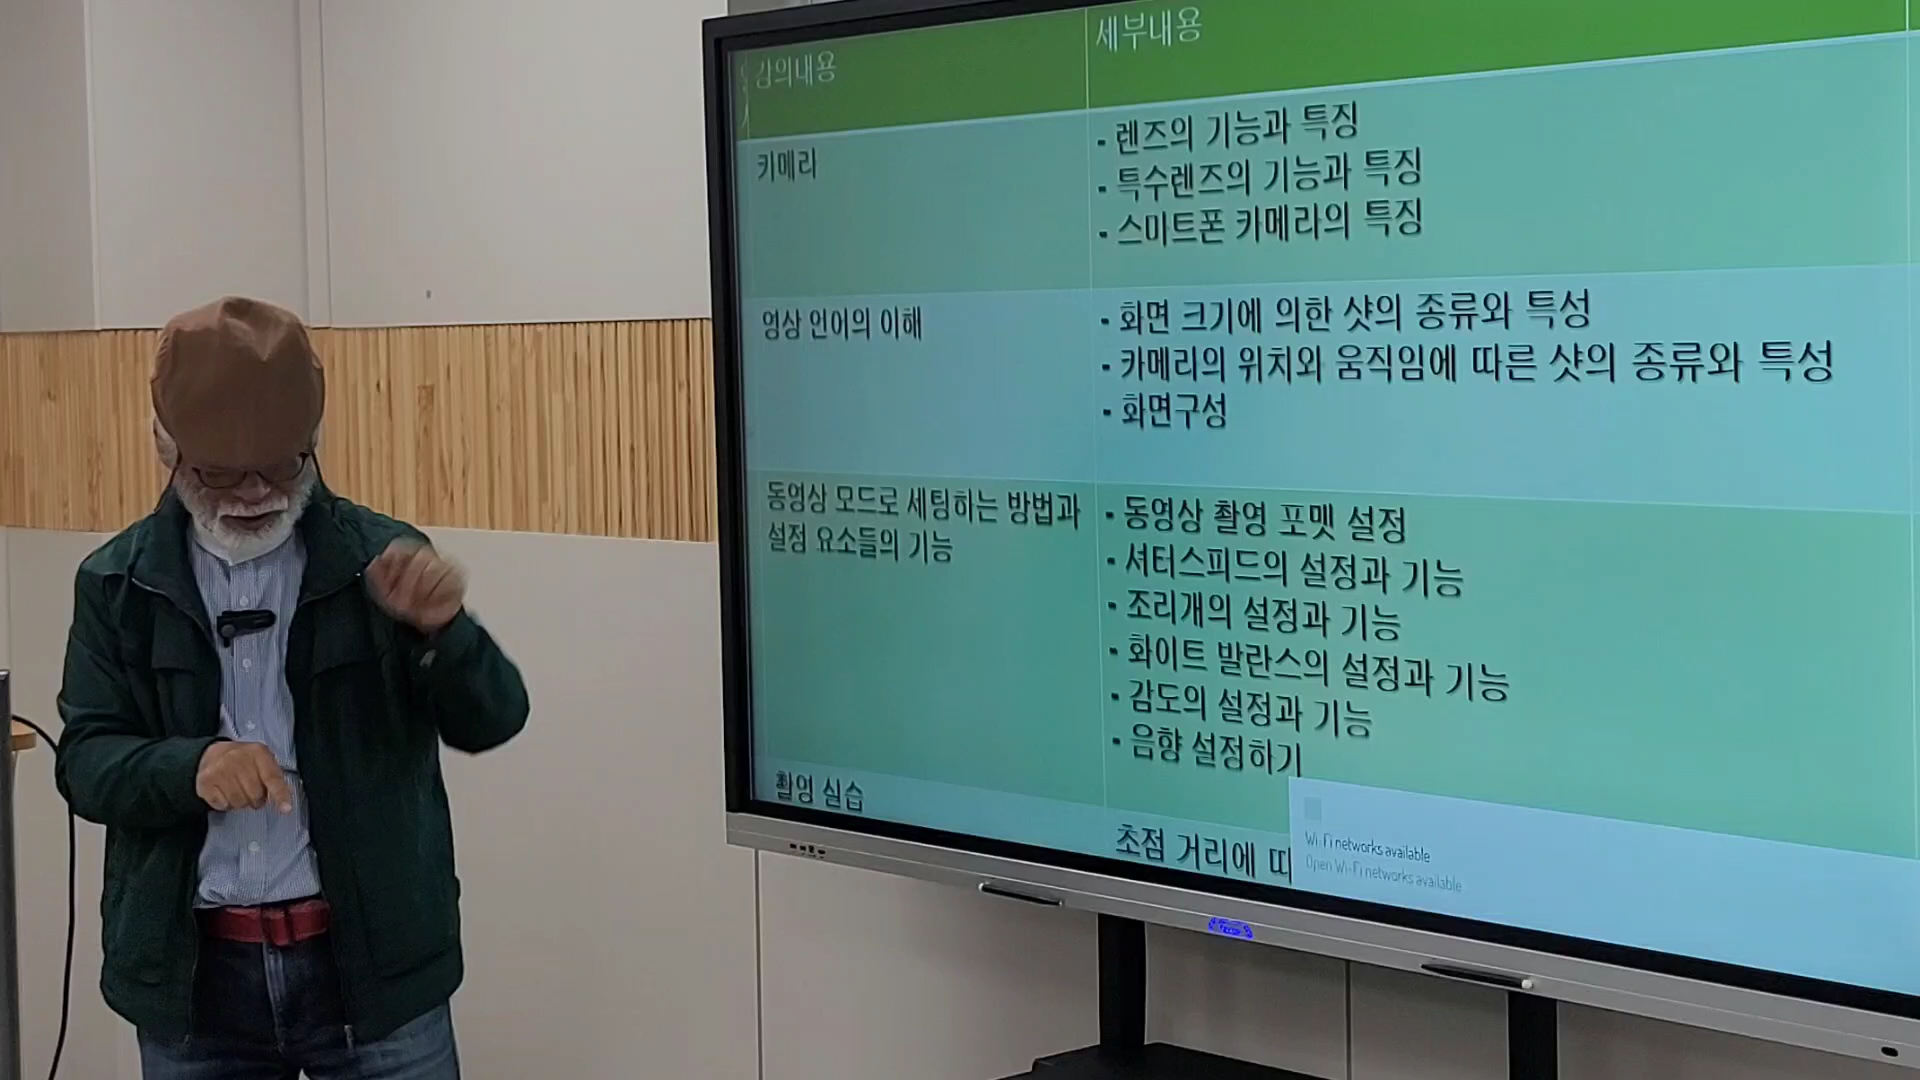 강의내용
세부내용
카메라
- 렌즈의 기능과 특징
- 특수렌즈의 기능과 특징
- 스마트폰 카메라의 특징
영상 언어의 이해
- 화면 크기에 의한 샷의 종류와 특성
- 카메라의 위치와 움직임에 따른 샷의 종류와 특성
- 화면구성
동영상 모드로 세팅하는 방법과
설정 요소들의 기능
- 동영상 촬영 포맷 설정
- 셔터스피드의 설정과 기능
- 조리개의 설정과 기능
- 화이트 발란스의 설정과 기능
- 감도의 설정과 기능
- 음향 설정하기
촬영 실습
초점 거리에 따
Wi-Fi networks available
Open Wi-Fi networks available